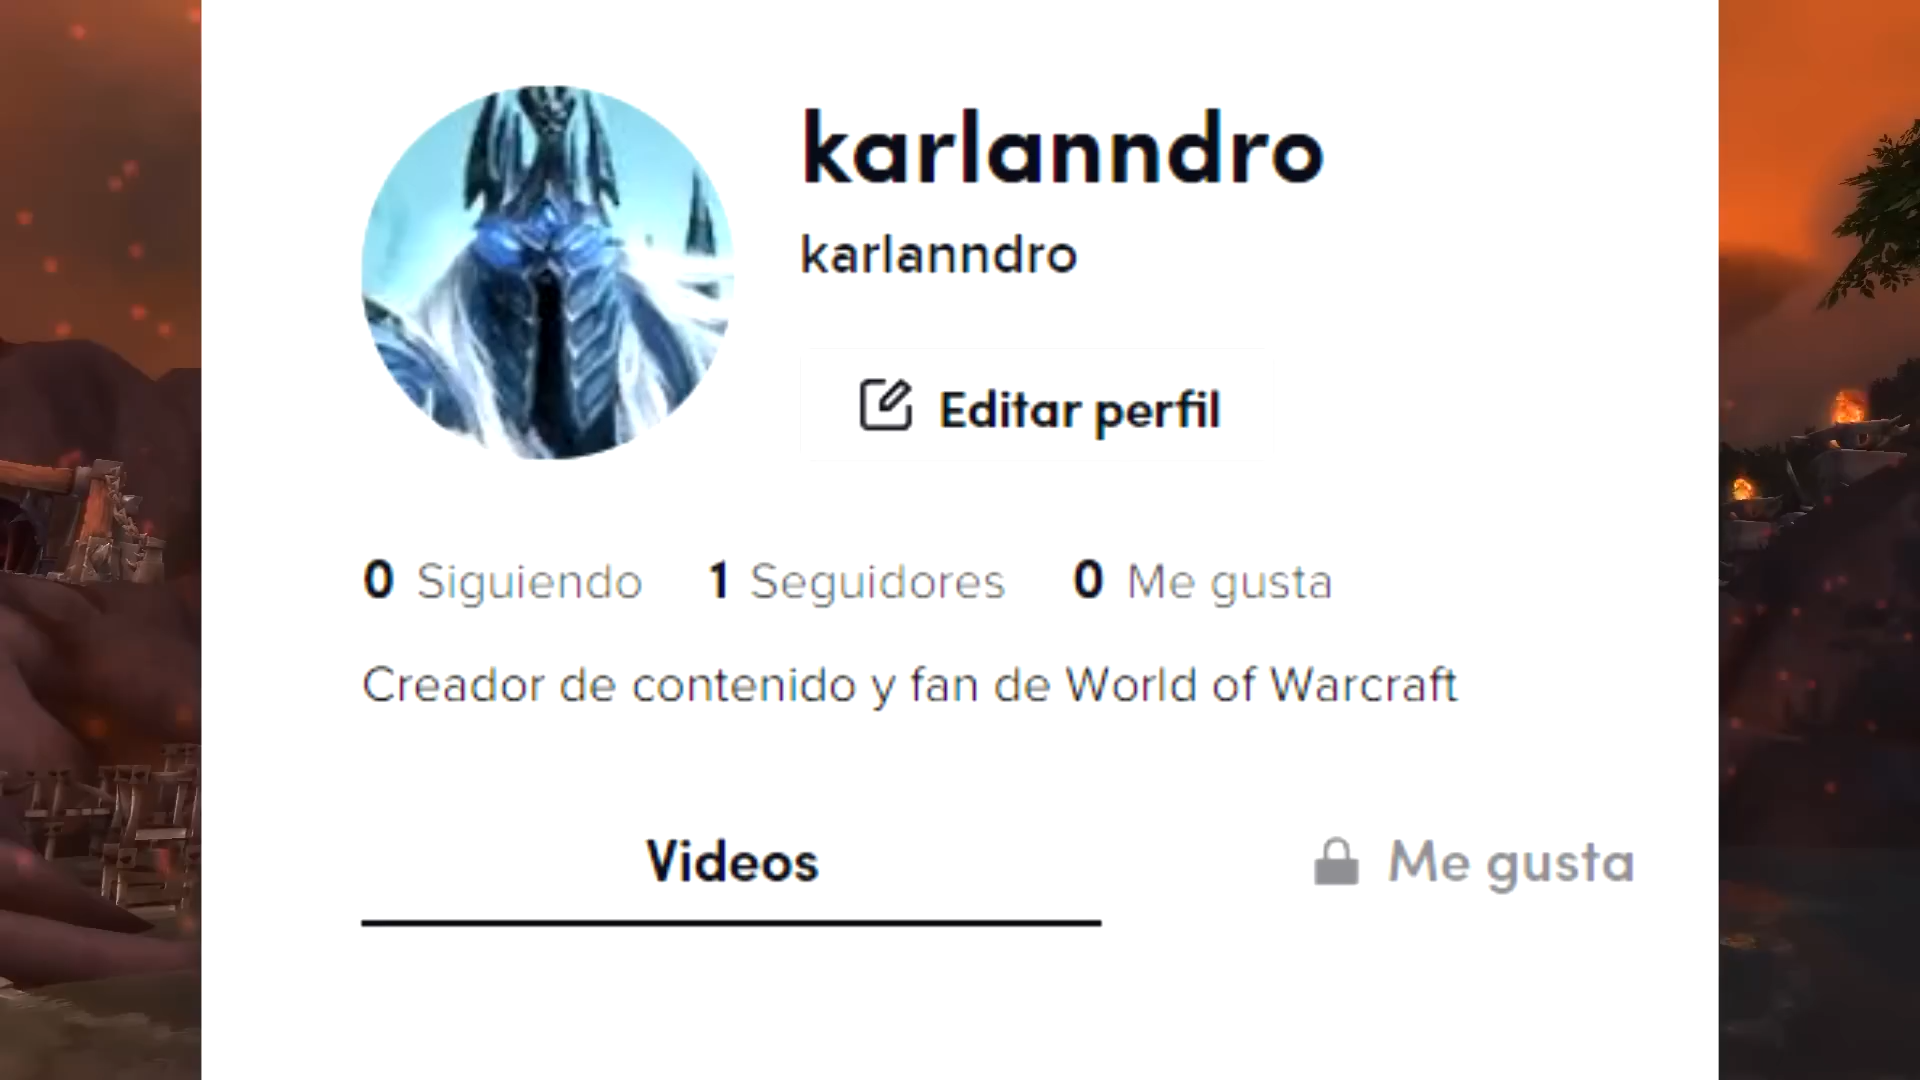 karlanndro
karlanndro
Editar perfil
0 Siguiendo 1 Seguidores 0 Me gusta
Creador de contenido y fan de World of Warcraft
Videos Me gusta